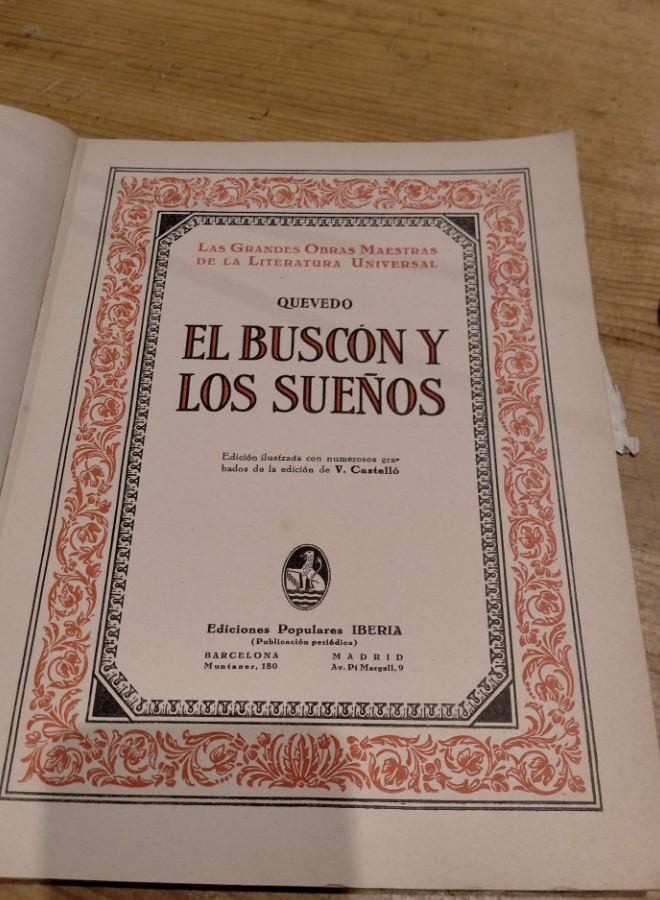 LAS GRANDES OBRAS MAESTRAS
DE LA LITERATURA UNIVERSAL
QUEVEDO
EL BUSCÓN Y
LOS SUEÑOS
Edición ilustrada con numerosos gra-
bados de la edición de V. Castelló
Ediciones Populares IBERIA
(Publicación periódica)
BARCELONA MADRID
Muntaner, 180 Av. Pi Margall, 9